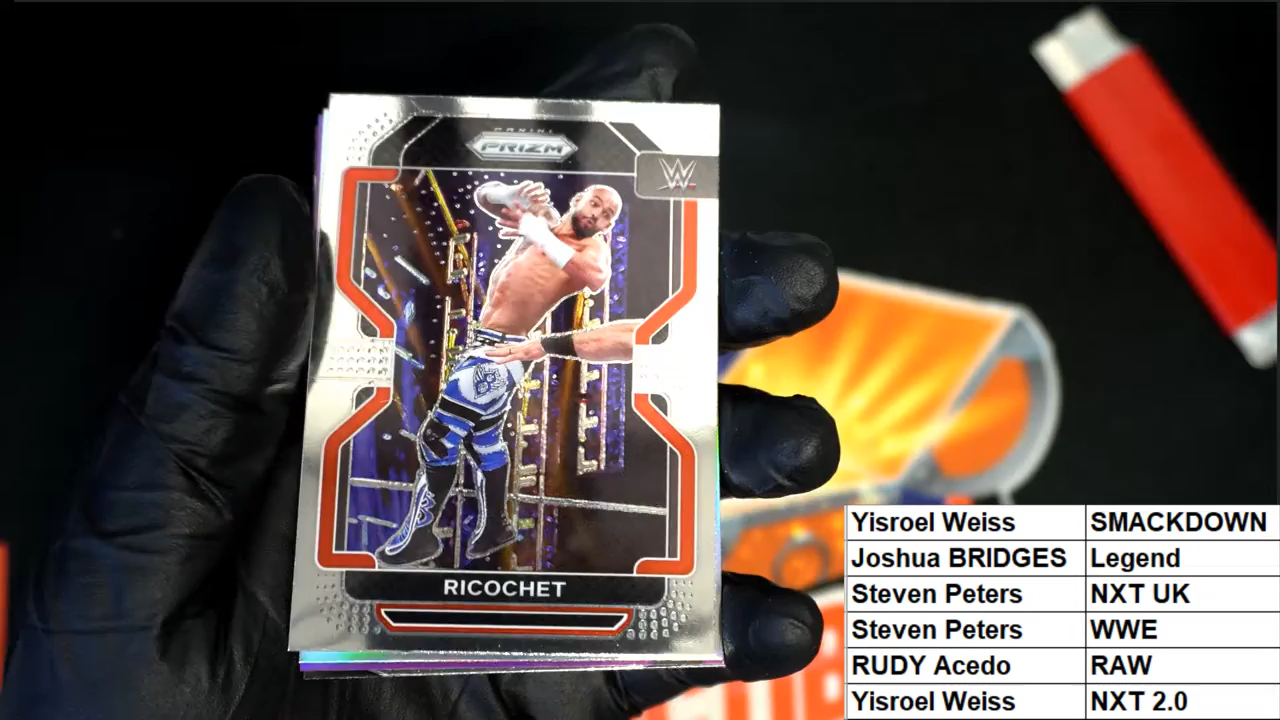 PANINI
PRIZM
W
RICOCHET
Yisroel Weiss SMACKDOWN
Joshua BRIDGES Legend
Steven Peters NXT UK
Steven Peters WWE
RUDY Acedo RAW
Yisroel Weiss NXT 2.0